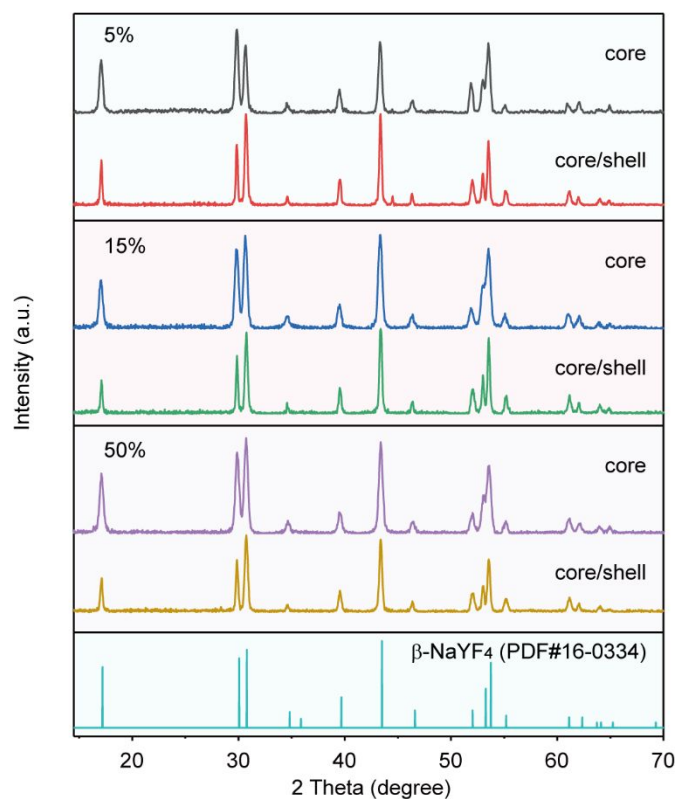 5%
core
core/shell
15%
core
core/shell
50%
core
core/shell
β-NaYF4 (PDF#16-0334)
Intensity (a.u.)
20 30 40 50 60 70
2 Theta (degree)